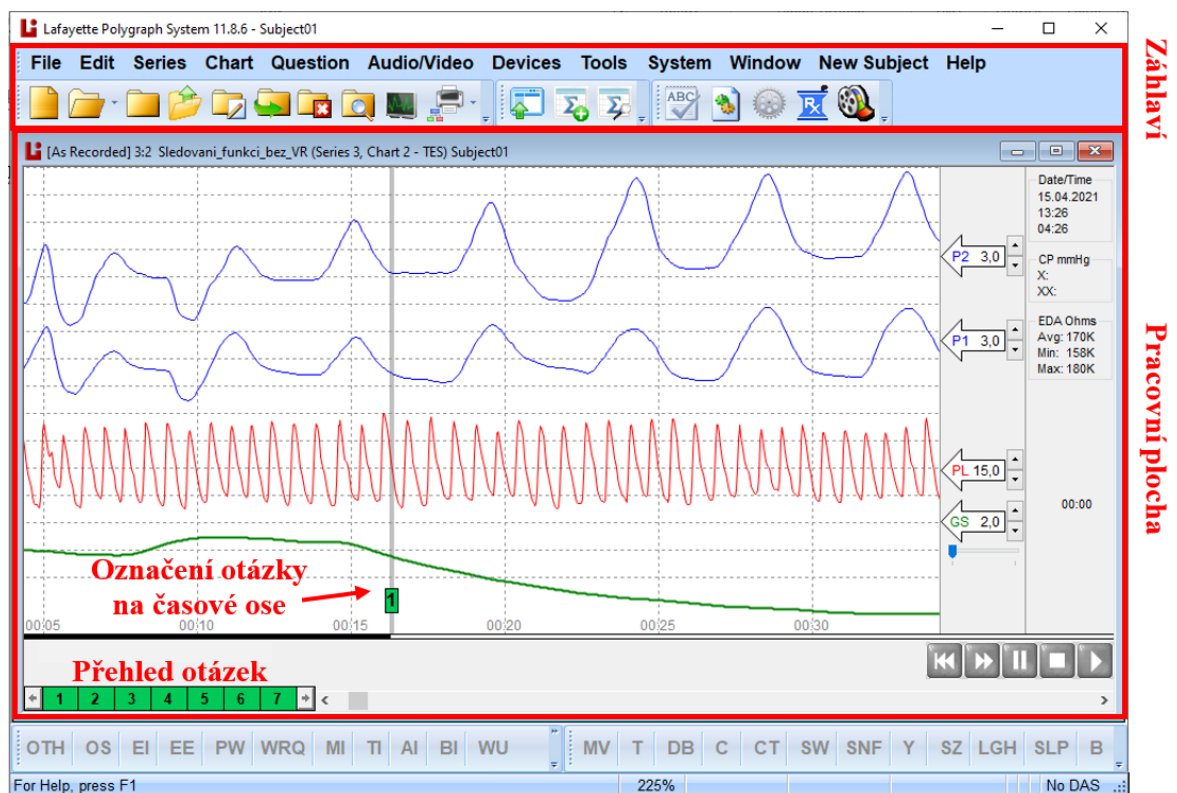 Lafayette Polygraph System 11.8.6 - Subject01
File Edit Series Chart Question Audio/Video Devices Tools System Window New Subject Help
ABC
Záhlaví
[As Recorded] 3:2 Sledovani_funkci_bez_VR (Series 3, Chart 2 - TES) Subject01
Date/Time
15.04.2021
13:26
04:26
P2 3,0
CP mmHg
X:
XX:
P1 3,0
EDA Ohms
Avg: 170K
Min: 158K
Max: 180K
Pracovní plocha
PL 15,0
00:00
GS 2,0
Označení otázky
na časové ose
1
00:05 00:10 00:15 00:20 00:25 00:30
Přehled otázek
1 2 3 4 5 6 7
OTH OS EI EE PW WRQ MI TI AI BI WU MV T DB C CT SW SNF Y SZ LGH SLP B
For Help, press F1 225% No DAS